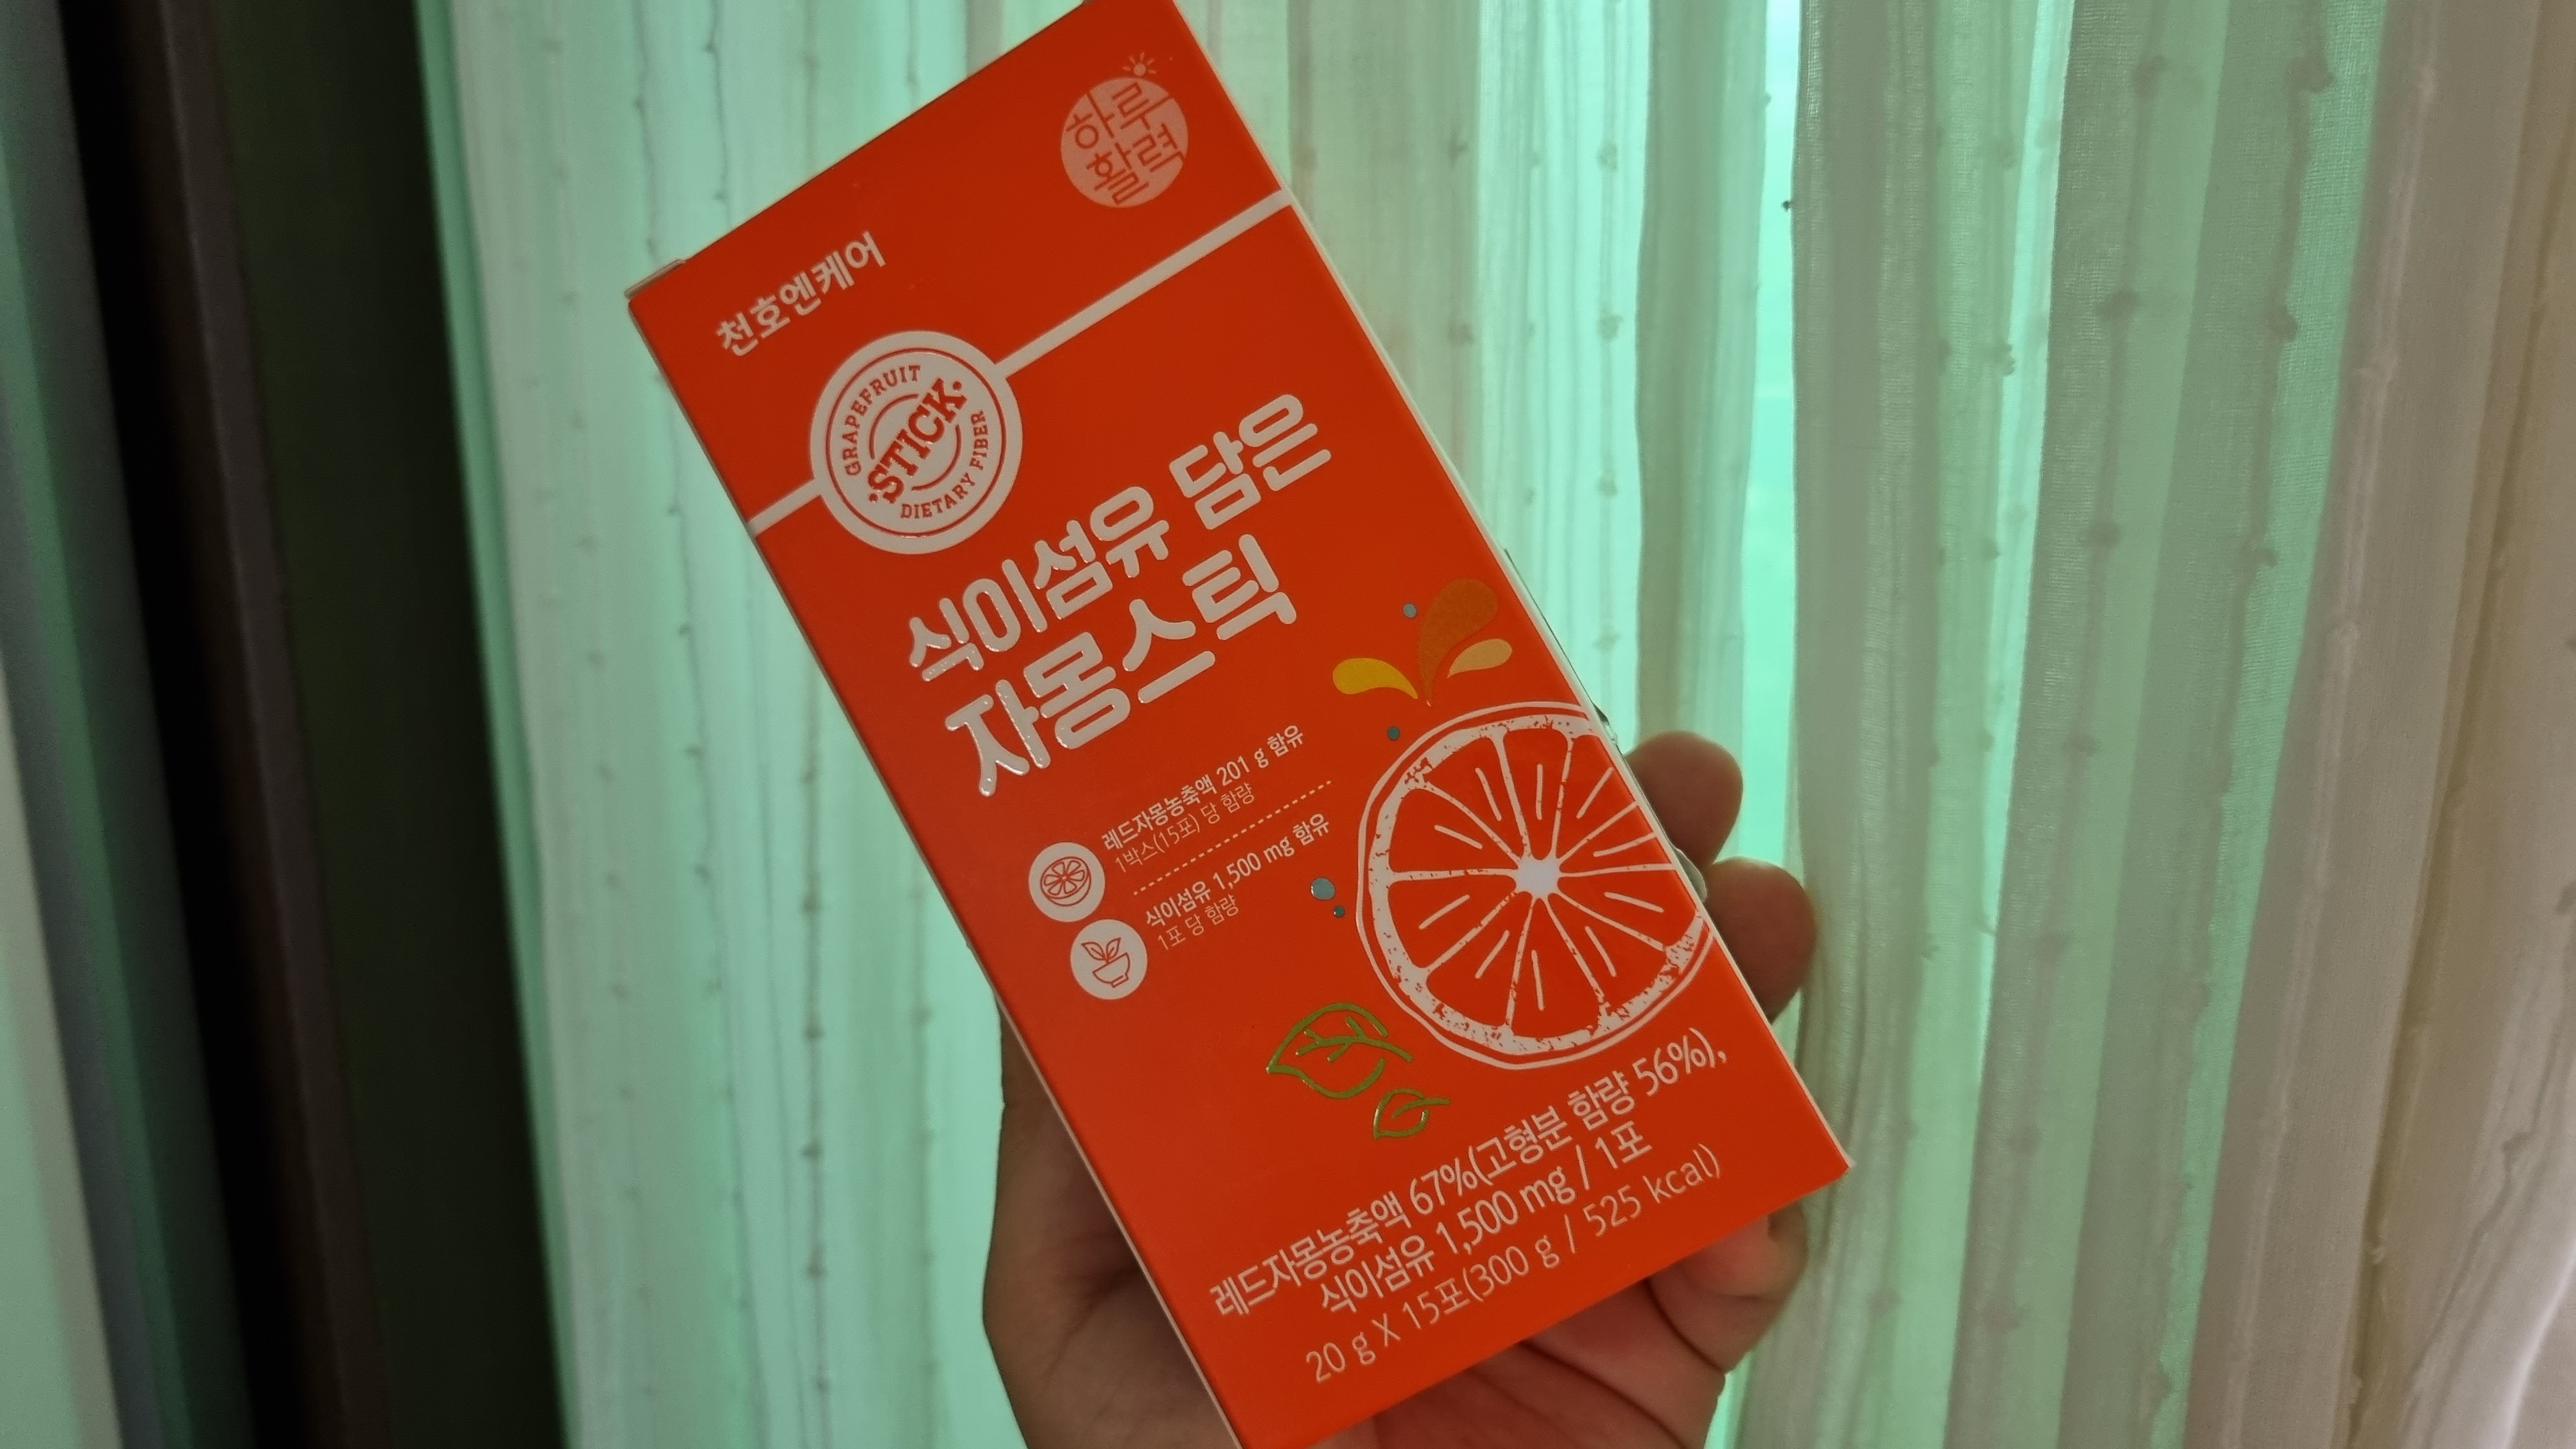 하루
활력
천호엔케어
GRAPEFRUIT
STICK
DIETARY FIBER
식이섬유 담은
자몽스틱
레드자몽농축액 201 g 함유
1박스(15포) 당 함량
식이섬유 1,500 mg 함유
1포 당 함량
레드자몽농축액 67%(고형분 함량 56%),
식이섬유 1,500 mg / 1포
20 g X 15포(300 g / 525 kcal)